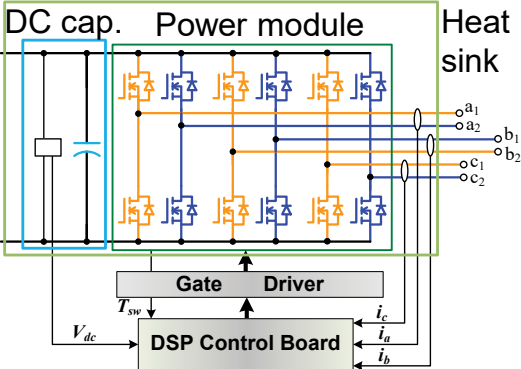 DC cap. Power module Heat
sink
a1
a2
b1
b2
c1
c2
Gate Driver
Tsw
ic
Vdc
DSP Control Board
ia
ib